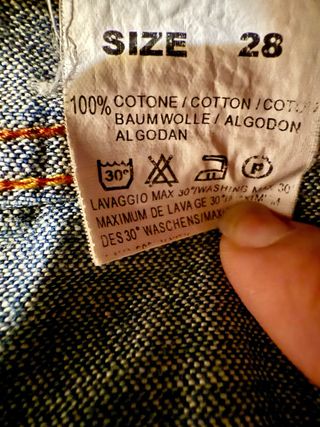 SIZE 28
100% COTONE / COTTON /
BAUMWOLLE / ALGODON
ALGODAN
30° P
LAVAGGIO MAX 30°/WASHING MAX 30
MAXIMUM DE LAVAGE 30°
DES 30° WASCHENS/